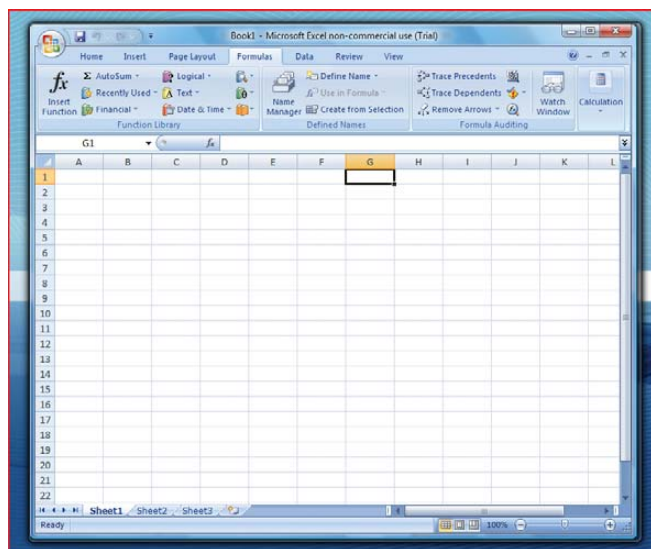 Book1 - Microsoft Excel non-commercial use (Trial)
Home Insert Page Layout Formulas Data Review View
Σ AutoSum Logical Define Name Trace Precedents
Recently Used Text Use in Formula Trace Dependents
Financial Date & Time Create from Selection Remove Arrows
fx Insert Function
Name Manager
Watch Window
Calculation
Function Library Defined Names Formula Auditing
G1 fx
A B C D E F G H I J K L
1
2
3
4
5
6
7
8
9
10
11
12
13
14
15
16
17
18
19
20
21
22
Sheet1 Sheet2 Sheet3
Ready 100%